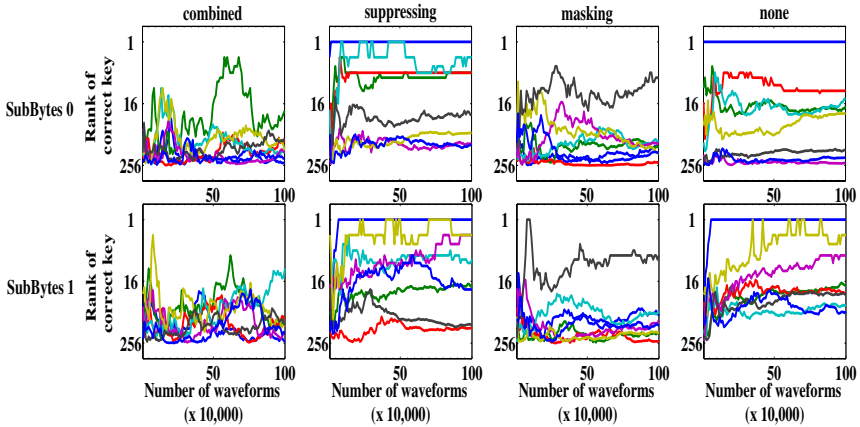 combined
suppressing
masking
none
SubBytes 0
Rank of
correct key
1
16
256
50
100
1
16
256
50
100
1
16
256
50
100
1
16
256
50
100
SubBytes 1
Rank of
correct key
1
16
256
50
100
Number of waveforms
(x 10,000)
1
16
256
50
100
Number of waveforms
(x 10,000)
1
16
256
50
100
Number of waveforms
(x 10,000)
1
16
256
50
100
Number of waveforms
(x 10,000)